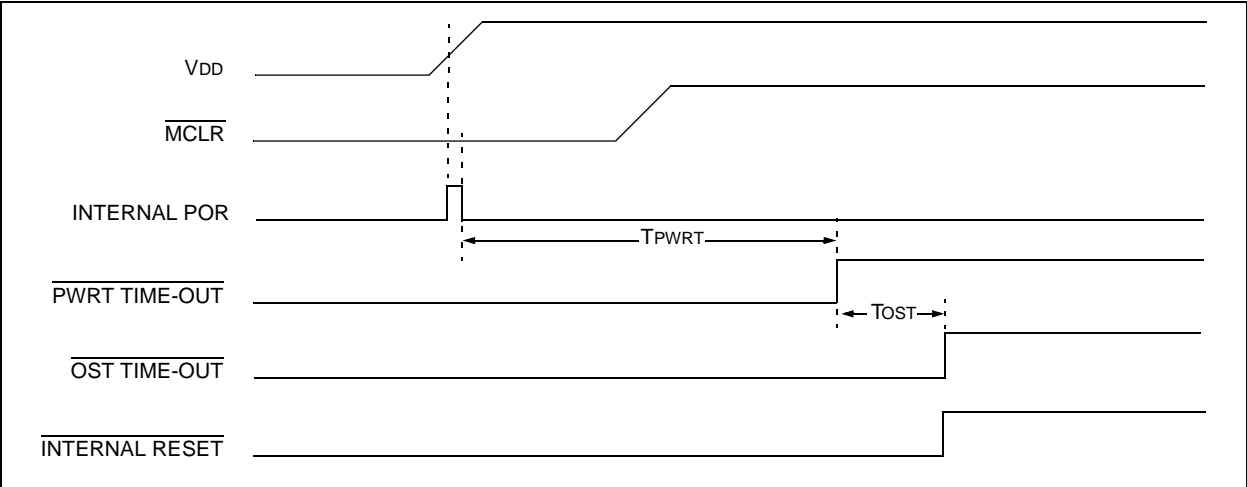 VDD
MCLR
INTERNAL POR
TPWRT
PWRT TIME-OUT
TOST
OST TIME-OUT
INTERNAL RESET